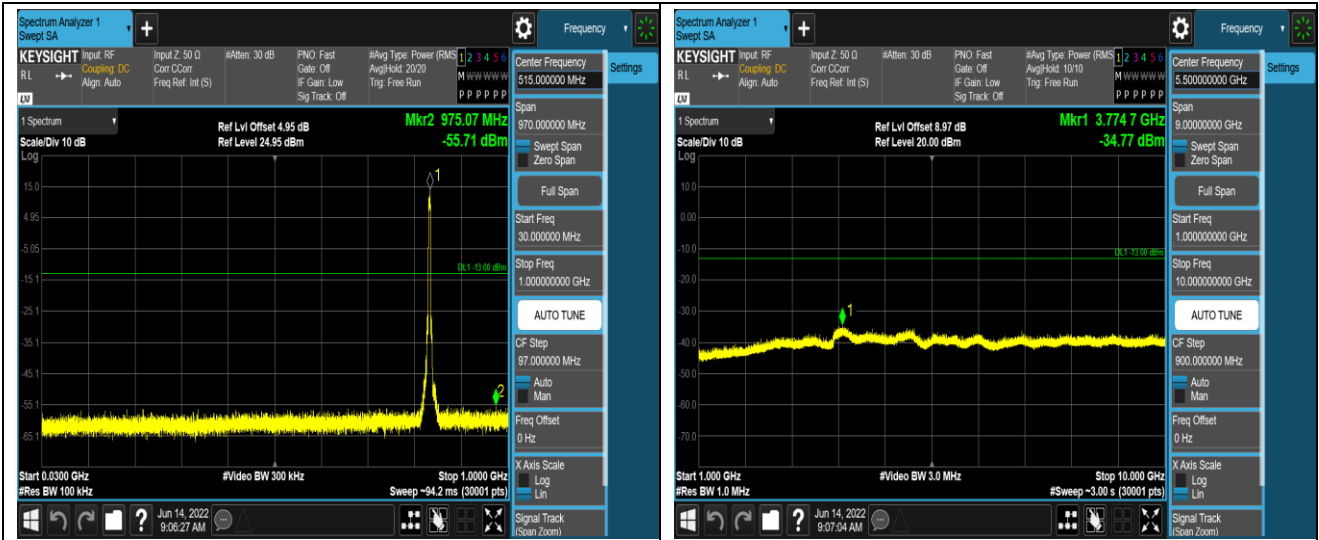 Spectrum Analyzer 1
Swept SA
+
Frequency
KEYSIGHT
RL
LXI
Input: RF
Coupling: DC
Align: Auto
Input Z: 50 Ω
Corr CCorr
Freq Ref: Int (S)
#Atten: 30 dB
PNO: Fast
Gate: Off
IF Gain: Low
Sig Track: Off
#Avg Type: Power (RMS
Avg|Hold: 20/20
Trig: Free Run
1 2 3 4 5 6
M W W W W W
P P P P P P
Center Frequency
515.000000 MHz
Settings
1 Spectrum
Scale/Div 10 dB
Log
Ref Lvl Offset 4.95 dB
Ref Level 24.95 dBm
Mkr2 975.07 MHz
-55.71 dBm
Span
970.000000 MHz
Swept Span
Zero Span
Full Span
Start Freq
30.000000 MHz
Stop Freq
1.000000000 GHz
AUTO TUNE
CF Step
97.000000 MHz
Auto
Man
Freq Offset
0 Hz
X Axis Scale
Log
Lin
Signal Track
(Span Zoom)
1
15.0
4.95
-5.05
DL1 -13.00 dBm
-15.1
-25.1
-35.1
-45.1
2
-55.1
-65.1
Start 0.0300 GHz
#Res BW 100 kHz
#Video BW 300 kHz
Stop 1.0000 GHz
Sweep ~94.2 ms (30001 pts)
?
Jun 14, 2022
9:06:27 AM
Spectrum Analyzer 1
Swept SA
+
Frequency
KEYSIGHT
RL
LXI
Input: RF
Coupling: DC
Align: Auto
Input Z: 50 Ω
Corr CCorr
Freq Ref: Int (S)
#Atten: 30 dB
PNO: Fast
Gate: Off
IF Gain: Low
Sig Track: Off
#Avg Type: Power (RMS
Avg|Hold: 10/10
Trig: Free Run
1 2 3 4 5 6
M W W W W W
P P P P P P
Center Frequency
5.500000000 GHz
Settings
1 Spectrum
Scale/Div 10 dB
Log
Ref Lvl Offset 8.97 dB
Ref Level 20.00 dBm
Mkr1 3.774 7 GHz
-34.77 dBm
Span
9.00000000 GHz
Swept Span
Zero Span
Full Span
Start Freq
1.000000000 GHz
Stop Freq
10.000000000 GHz
AUTO TUNE
CF Step
900.000000 MHz
Auto
Man
Freq Offset
0 Hz
X Axis Scale
Log
Lin
Signal Track
(Span Zoom)
10.0
0.00
-10.0
DL1 -13.00 dBm
-20.0
-30.0
1
-40.0
-50.0
-60.0
-70.0
Start 1.000 GHz
#Res BW 1.0 MHz
#Video BW 3.0 MHz
Stop 10.000 GHz
#Sweep ~3.00 s (30001 pts)
?
Jun 14, 2022
9:07:04 AM